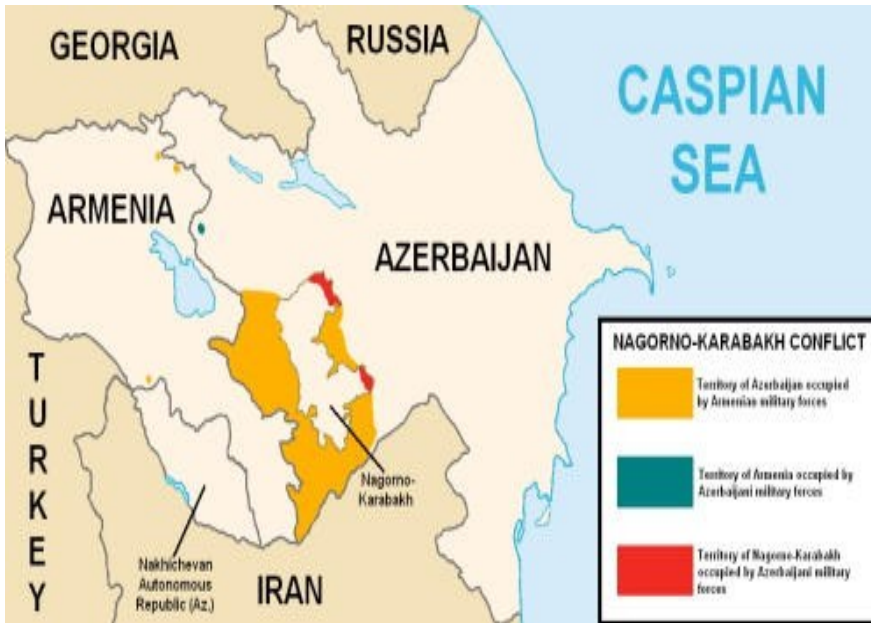 GEORGIA
RUSSIA
CASPIAN
SEA
ARMENIA
AZERBAIJAN
TURKEY
Nagorno-
Karabakh
Nakhichevan
Autonomous
Republic (Az.)
IRAN
NAGORNO-KARABAKH CONFLICT
Territory of Azerbaijan occupied
by Armenian military forces
Territory of Armenia occupied by
Azerbaijani military forces
Territory of Nagorno-Karabakh
occupied by Azerbaijani military
forces